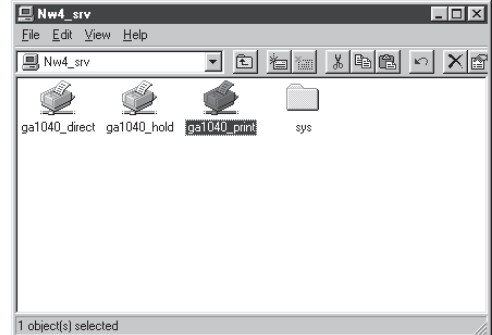 Nw4_srv
File Edit View Help
Nw4_srv
ga1040_direct ga1040_hold ga1040_print sys
1 object(s) selected